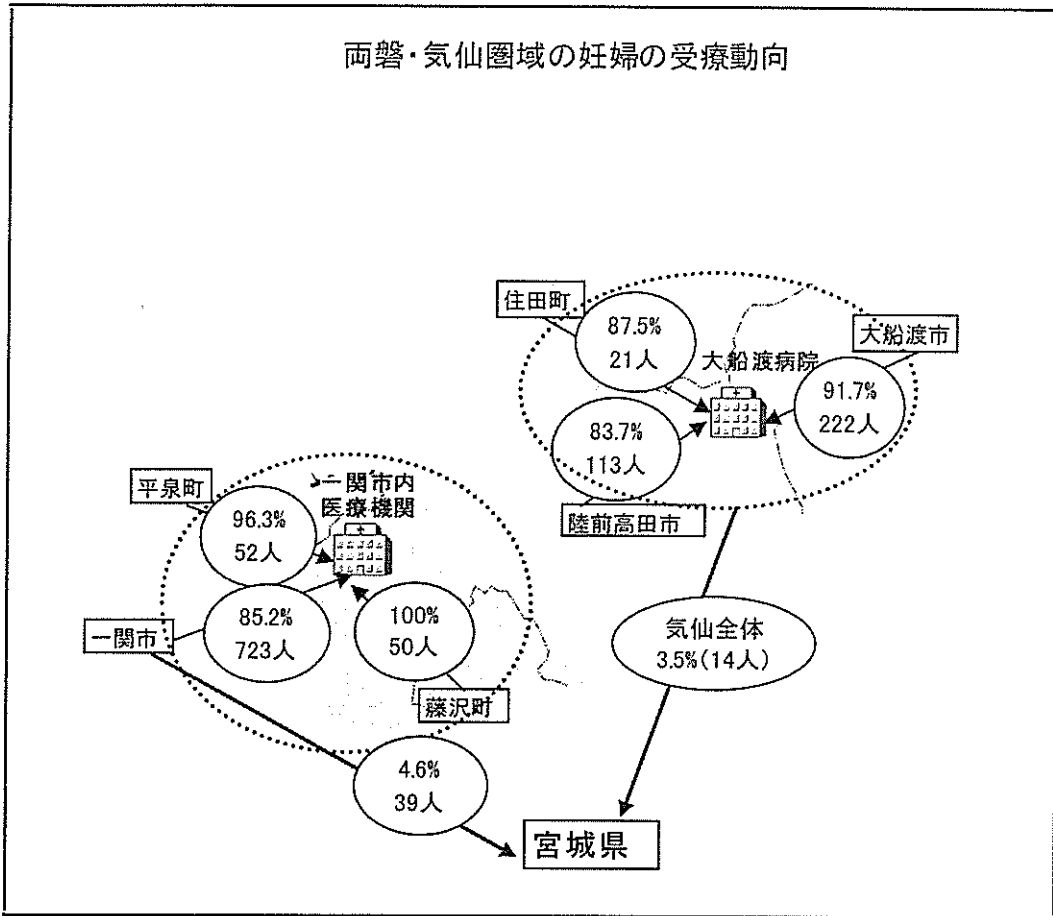 両磐・気仙圏域の妊婦の受療動向
住田町
87.5%
21人
大船渡病院
大船渡市
91.7%
222人
83.7%
113人
陸前高田市
平泉町
96.3%
52人
一関市内
医療機関
一関市
85.2%
723人
100%
50人
藤沢町
気仙全体
3.5%(14人)
4.6%
39人
宮城県